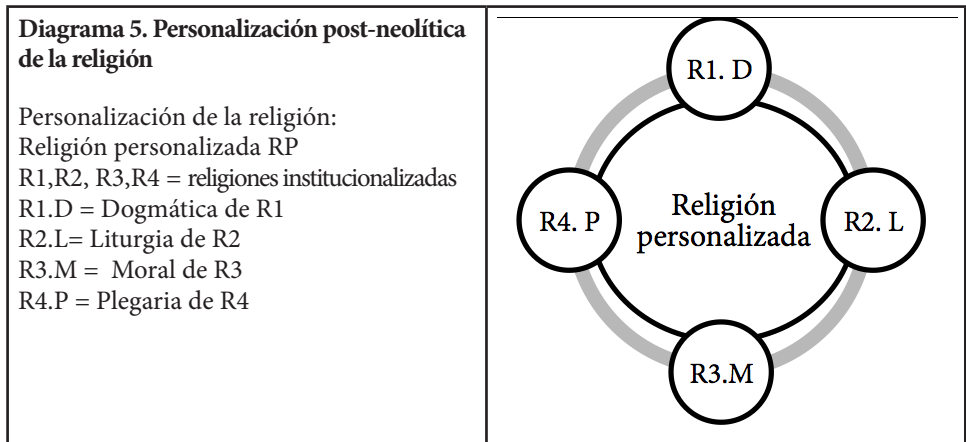 Diagrama 5. Personalización post-neolítica
de la religión
Personalización de la religión:
Religión personalizada RP
R1,R2, R3,R4 = religiones institucionalizadas
R1.D = Dogmática de R1
R2.L= Liturgia de R2
R3.M =  Moral de R3
R4.P = Plegaria de R4
R1. D
R4. P
Religión
personalizada
R2. L
R3.M